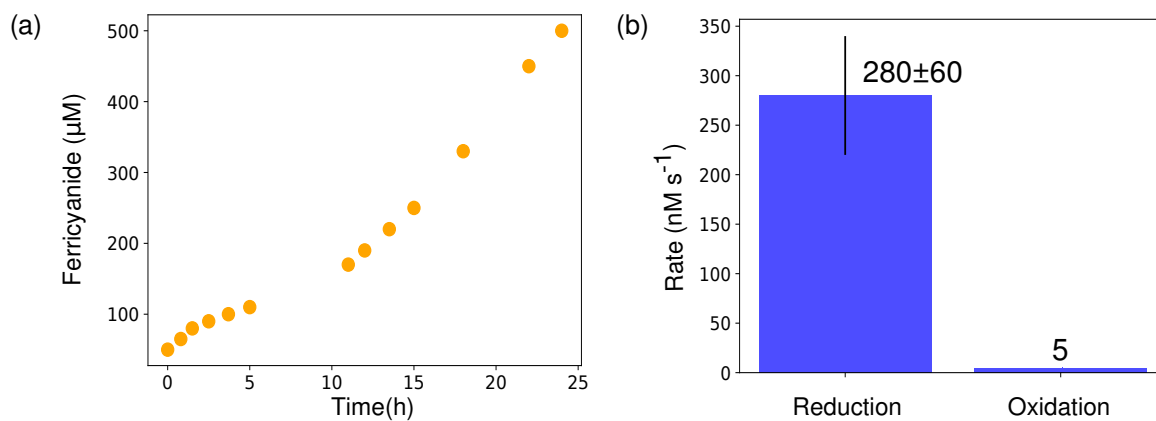 (a)
500
400
300
200
100
Ferricyanide (µM)
0 5 10 15 20 25
Time(h)
(b)
350
300
250
200
150
100
50
0
Rate (nM s⁻¹)
280±60
5
Reduction Oxidation